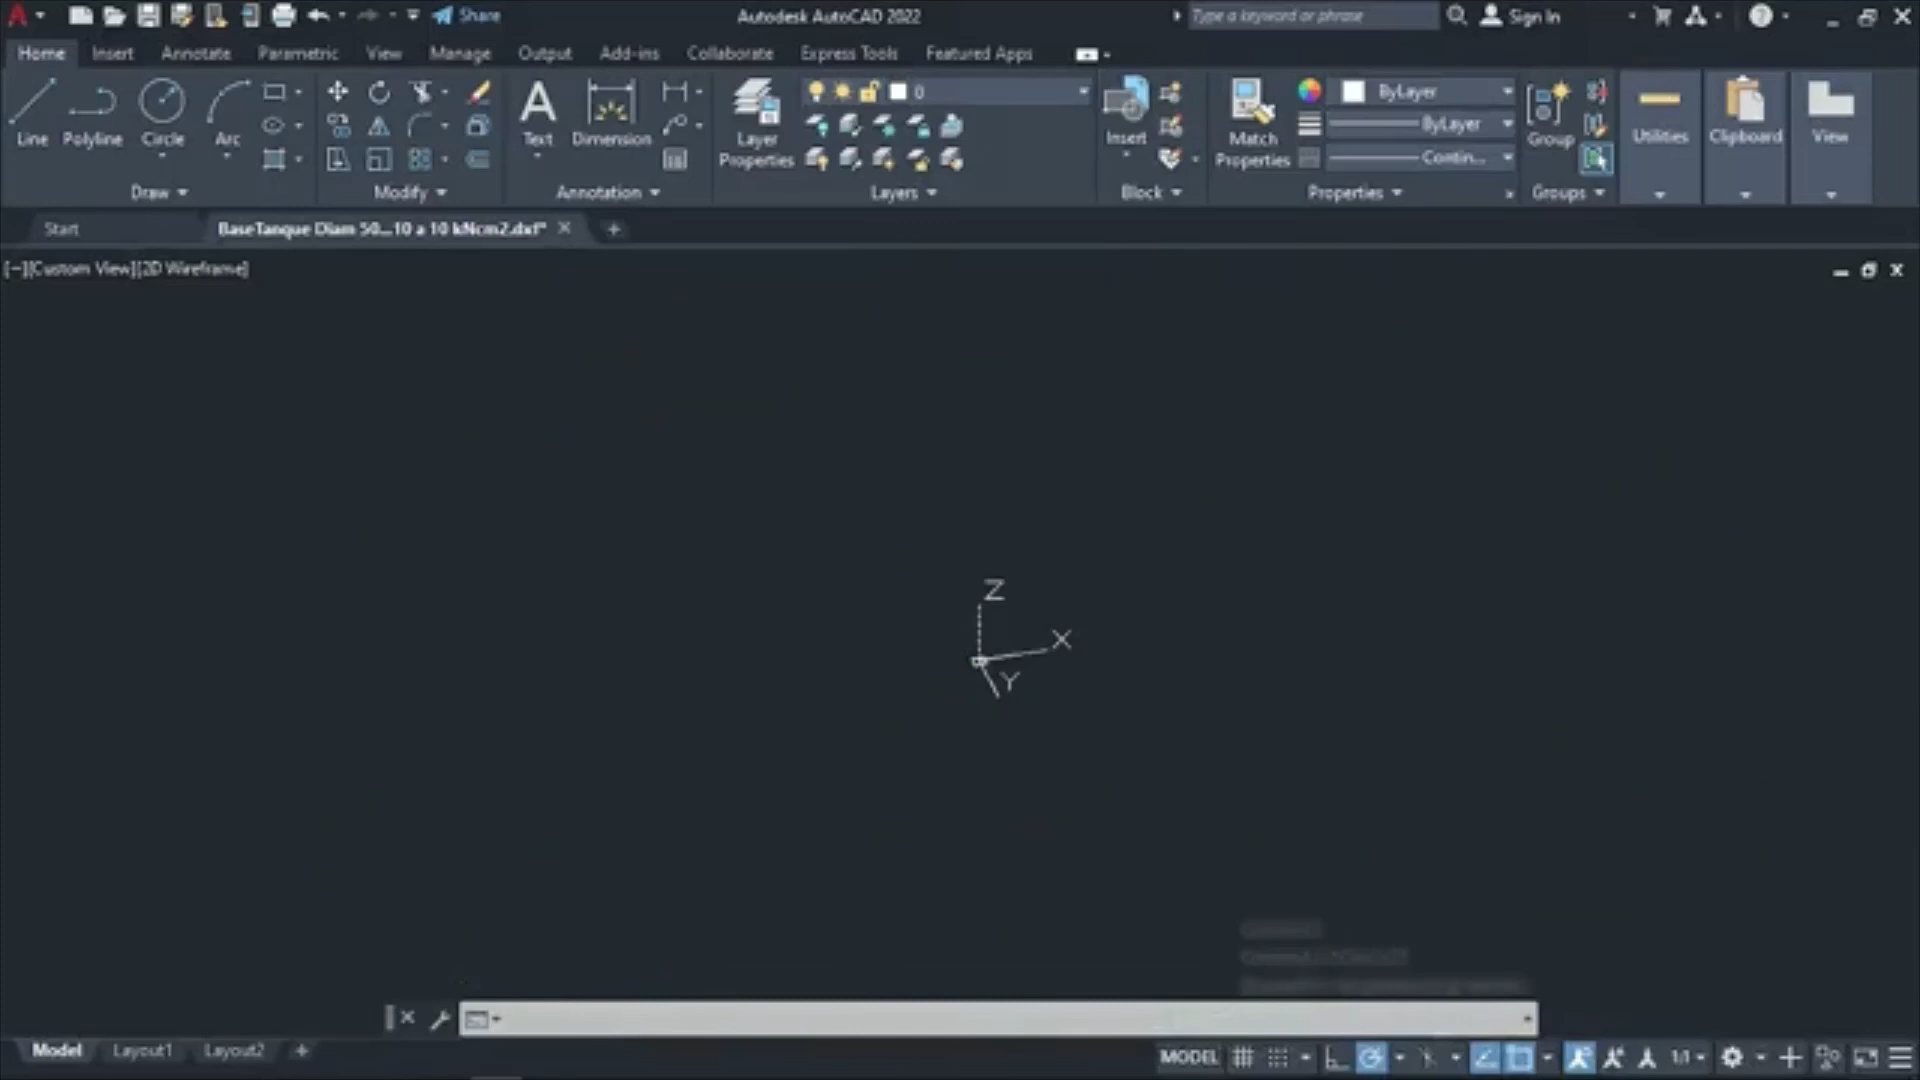 Share
Autodesk AutoCAD 2022
Type a keyword or phrase
Sign In
Home
Insert
Annotate
Parametric
View
Manage
Output
Add-ins
Collaborate
Express Tools
Featured Apps
Line
Polyline
Circle
Arc
Draw
Modify
Text
Dimension
Annotation
Layer
Properties
0
Layers
Insert
Block
Match
Properties
ByLayer
ByLayer
Contin...
Properties
Group
Groups
Utilities
Clipboard
View
Start
BaseTanque Diam 50...10 a 10 kNcm2.dxf*
[−][Custom View][2D Wireframe]
Z
X
Y
Model
Layout1
Layout2
MODEL
1:1